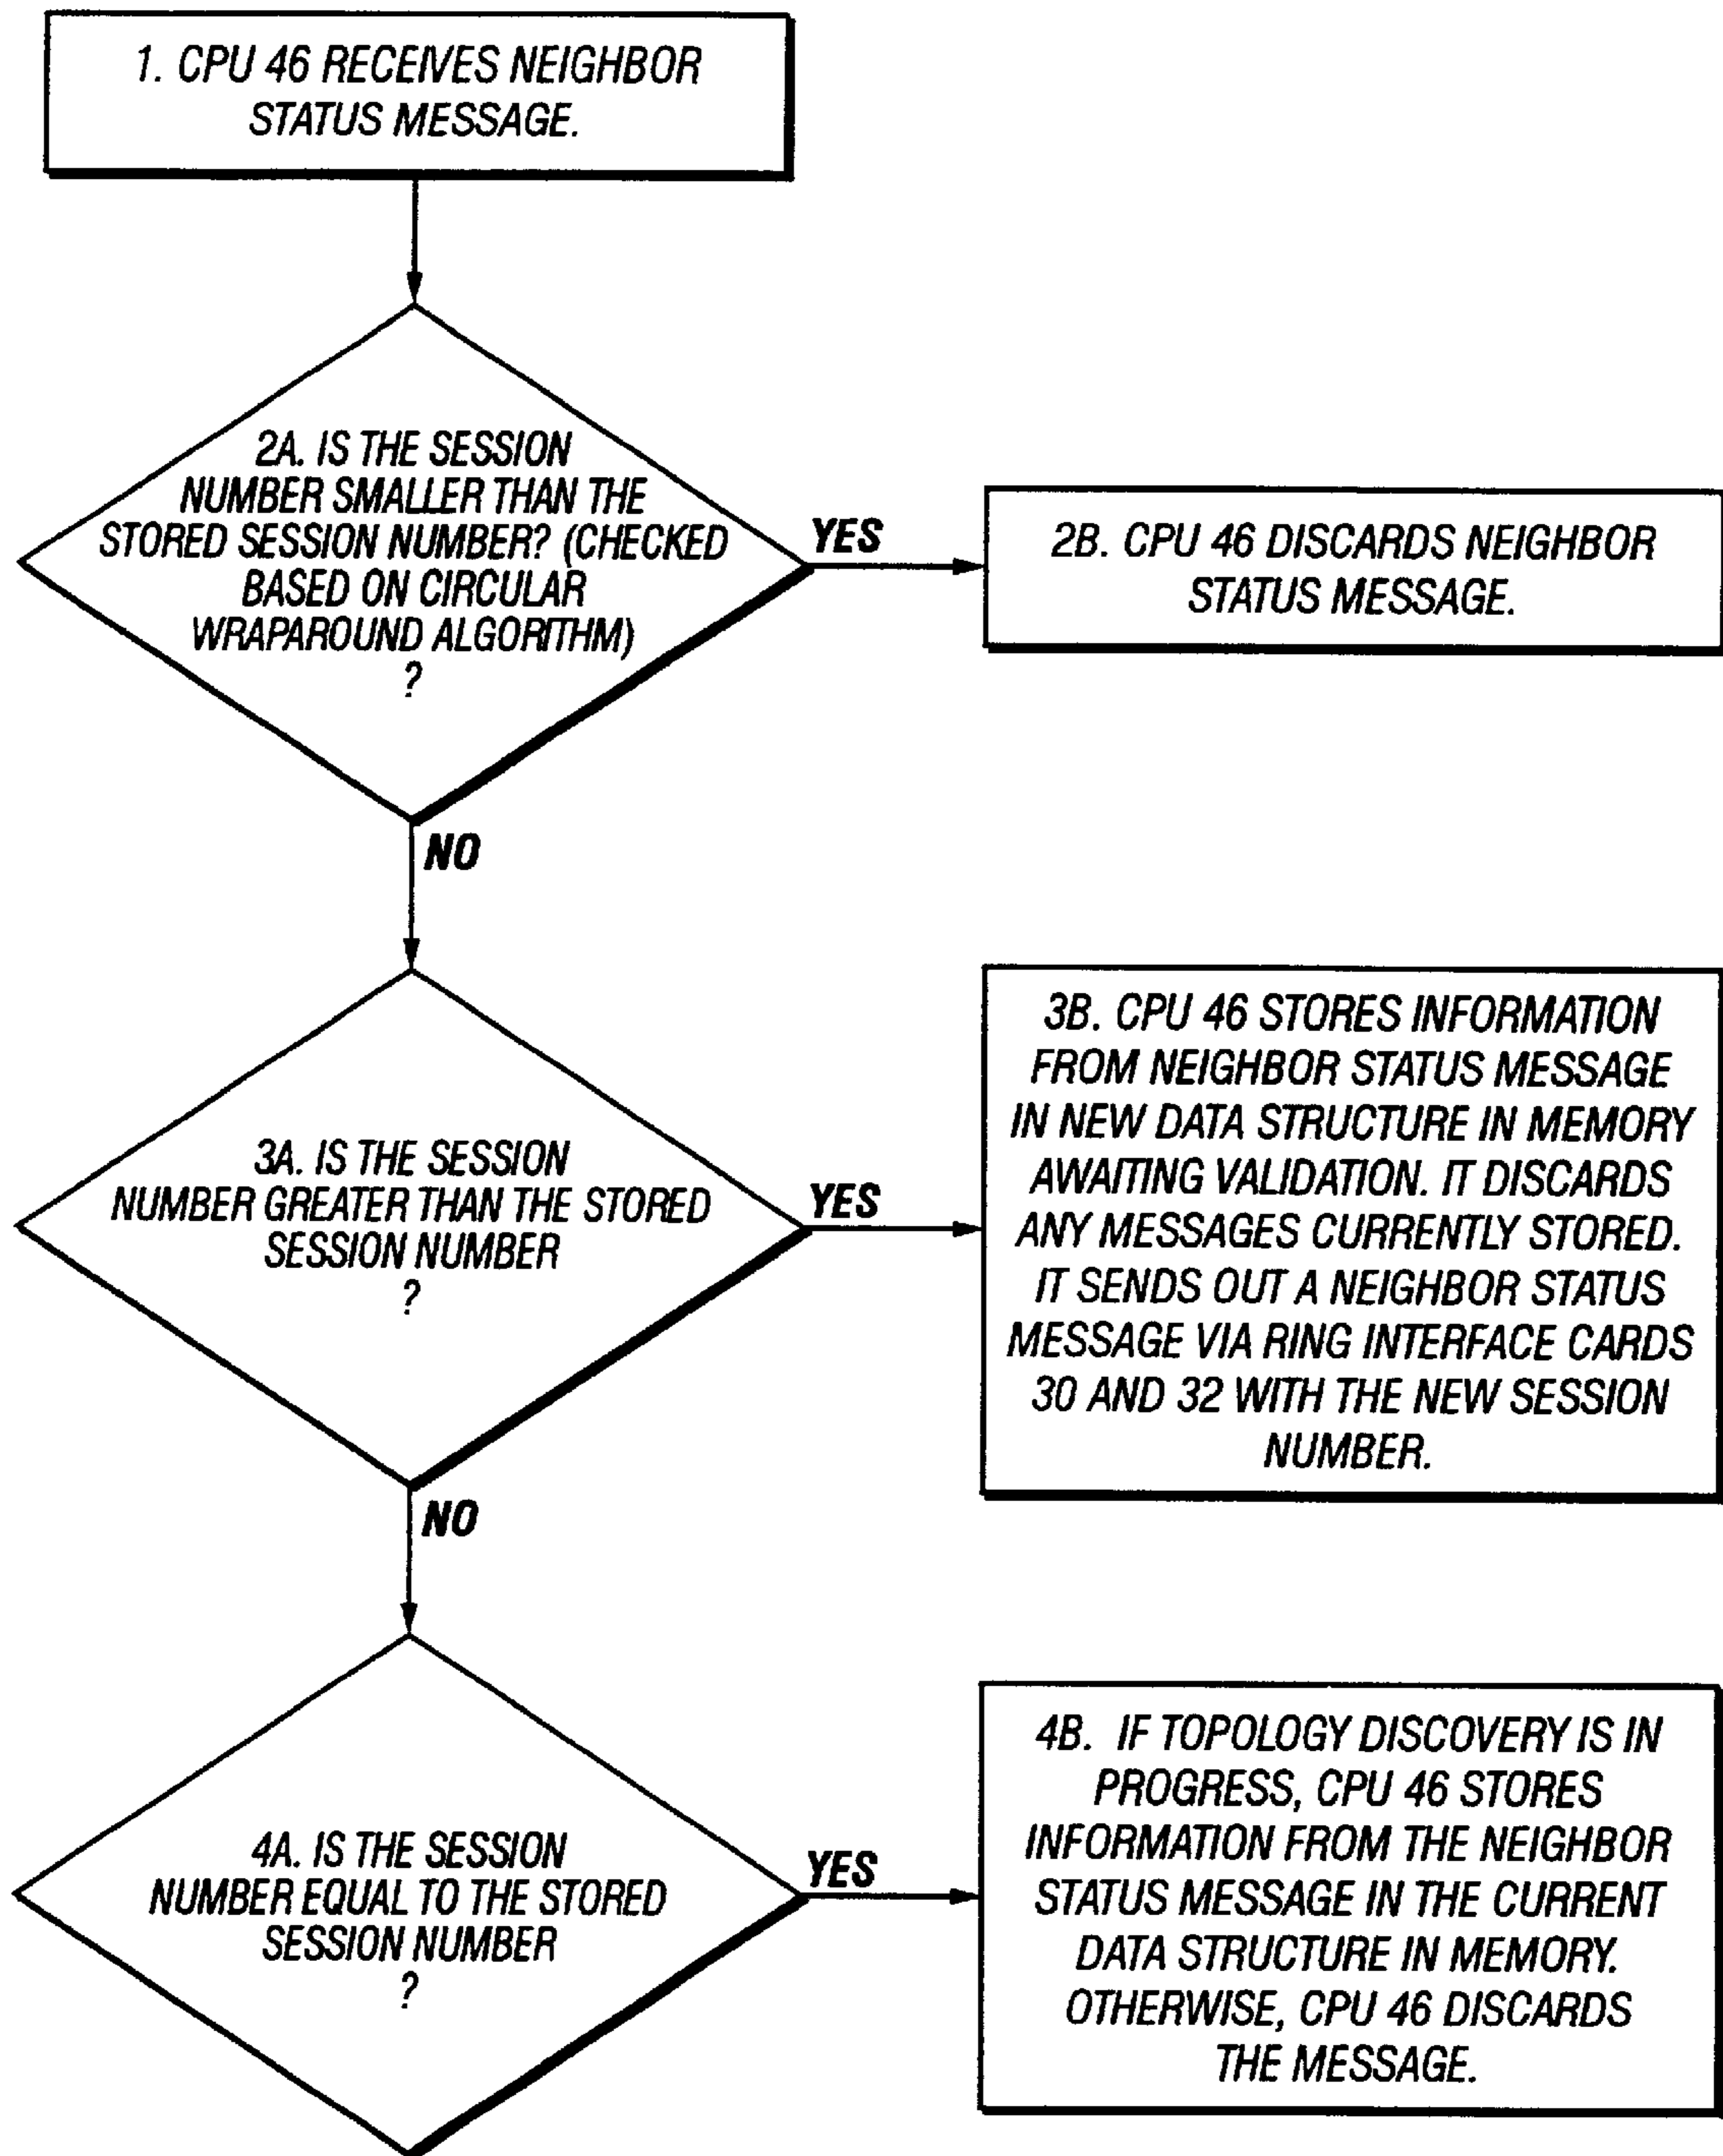 1. CPU 46 RECEIVES NEIGHBOR
STATUS MESSAGE.
2A. IS THE SESSION
NUMBER SMALLER THAN THE
STORED SESSION NUMBER? (CHECKED
BASED ON CIRCULAR
WRAPAROUND ALGORITHM)
?
YES
2B. CPU 46 DISCARDS NEIGHBOR
STATUS MESSAGE.
NO
3A. IS THE SESSION
NUMBER GREATER THAN THE STORED
SESSION NUMBER
?
YES
3B. CPU 46 STORES INFORMATION
FROM NEIGHBOR STATUS MESSAGE
IN NEW DATA STRUCTURE IN MEMORY
AWAITING VALIDATION. IT DISCARDS
ANY MESSAGES CURRENTLY STORED.
IT SENDS OUT A NEIGHBOR STATUS
MESSAGE VIA RING INTERFACE CARDS
30 AND 32 WITH THE NEW SESSION
NUMBER.
NO
4A. IS THE SESSION
NUMBER EQUAL TO THE STORED
SESSION NUMBER
?
YES
4B. IF TOPOLOGY DISCOVERY IS IN
PROGRESS, CPU 46 STORES
INFORMATION FROM THE NEIGHBOR
STATUS MESSAGE IN THE CURRENT
DATA STRUCTURE IN MEMORY.
OTHERWISE, CPU 46 DISCARDS
THE MESSAGE.